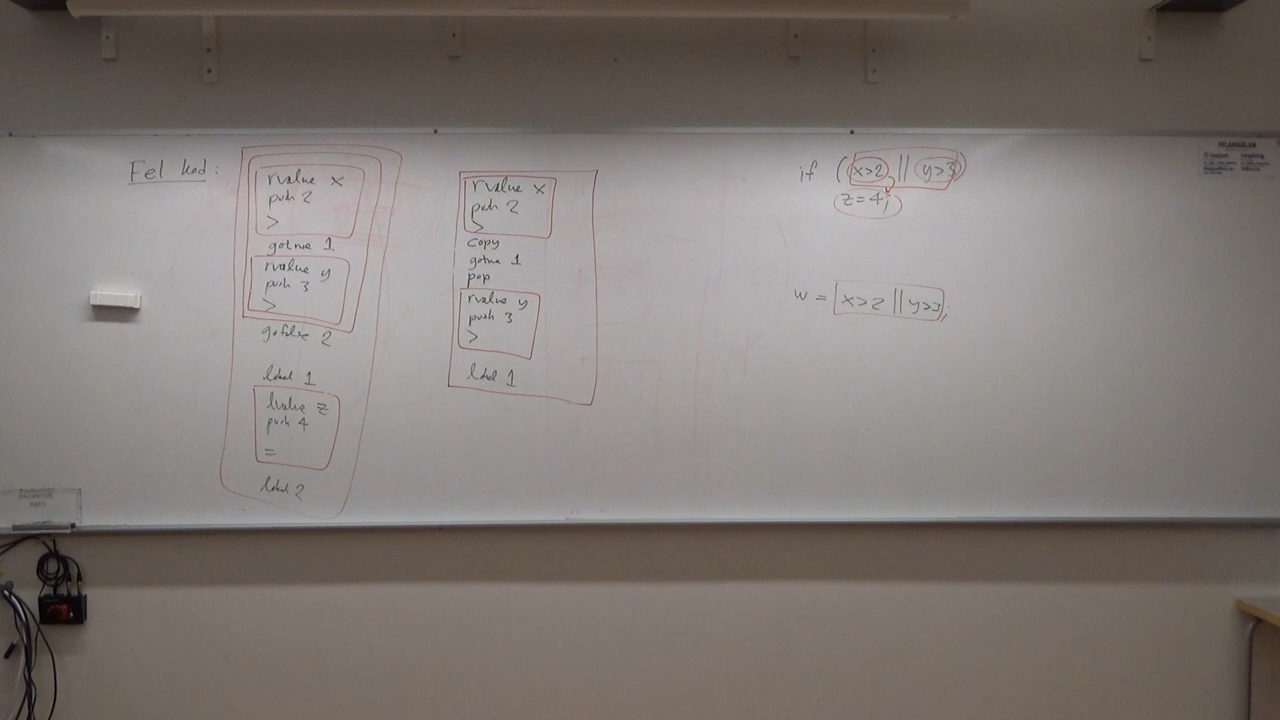 Fel kod:
rvalue x
push 2
>
gotrue 1
rvalue y
push 3
>
gofalse 2
label 1
lvalue z
push 4
=
label 2
rvalue x
push 2
>
copy
gotrue 1
pop
rvalue y
push 3
>
label 1
if (x>2 || y>3)
z=4;
w = x>2 || y>3;
FELANMÄLAN